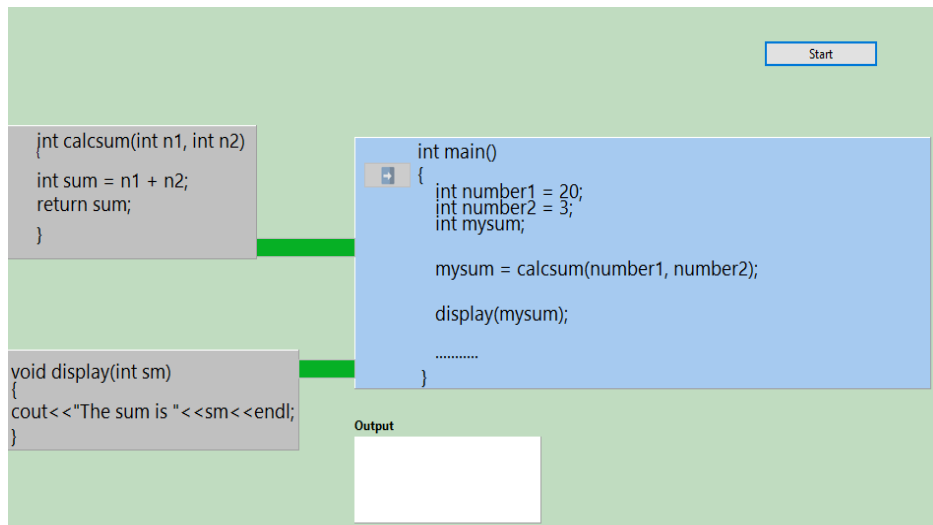 Start
int calcsum(int n1, int n2)
{
int sum = n1 + n2;
return sum;
}
int main()
{
int number1 = 20;
int number2 = 3;
int mysum;
mysum = calcsum(number1, number2);
display(mysum);
...........
}
void display(int sm)
{
cout<<"The sum is "<<sm<<endl;
}
Output